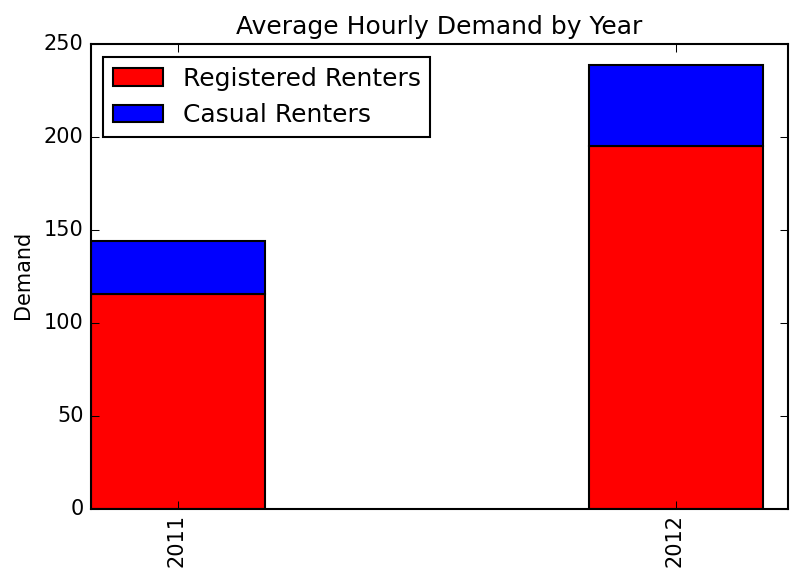 Average Hourly Demand by Year
250
Registered Renters
Casual Renters
200
150
Demand
100
50
0
2011
2012